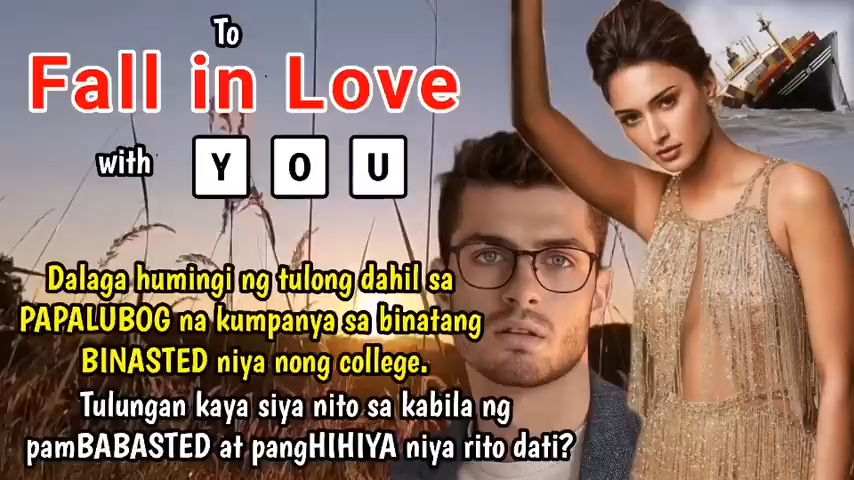 To
Fall in Love
with YOU
Dalaga humingi ng tulong dahil sa
PAPALUBOG na kumpanya sa binatang
BINASTED niya nong college.
Tulungan kaya siya nito sa kabila ng
pamBABASTED at pangHIHIYA niya rito dati?